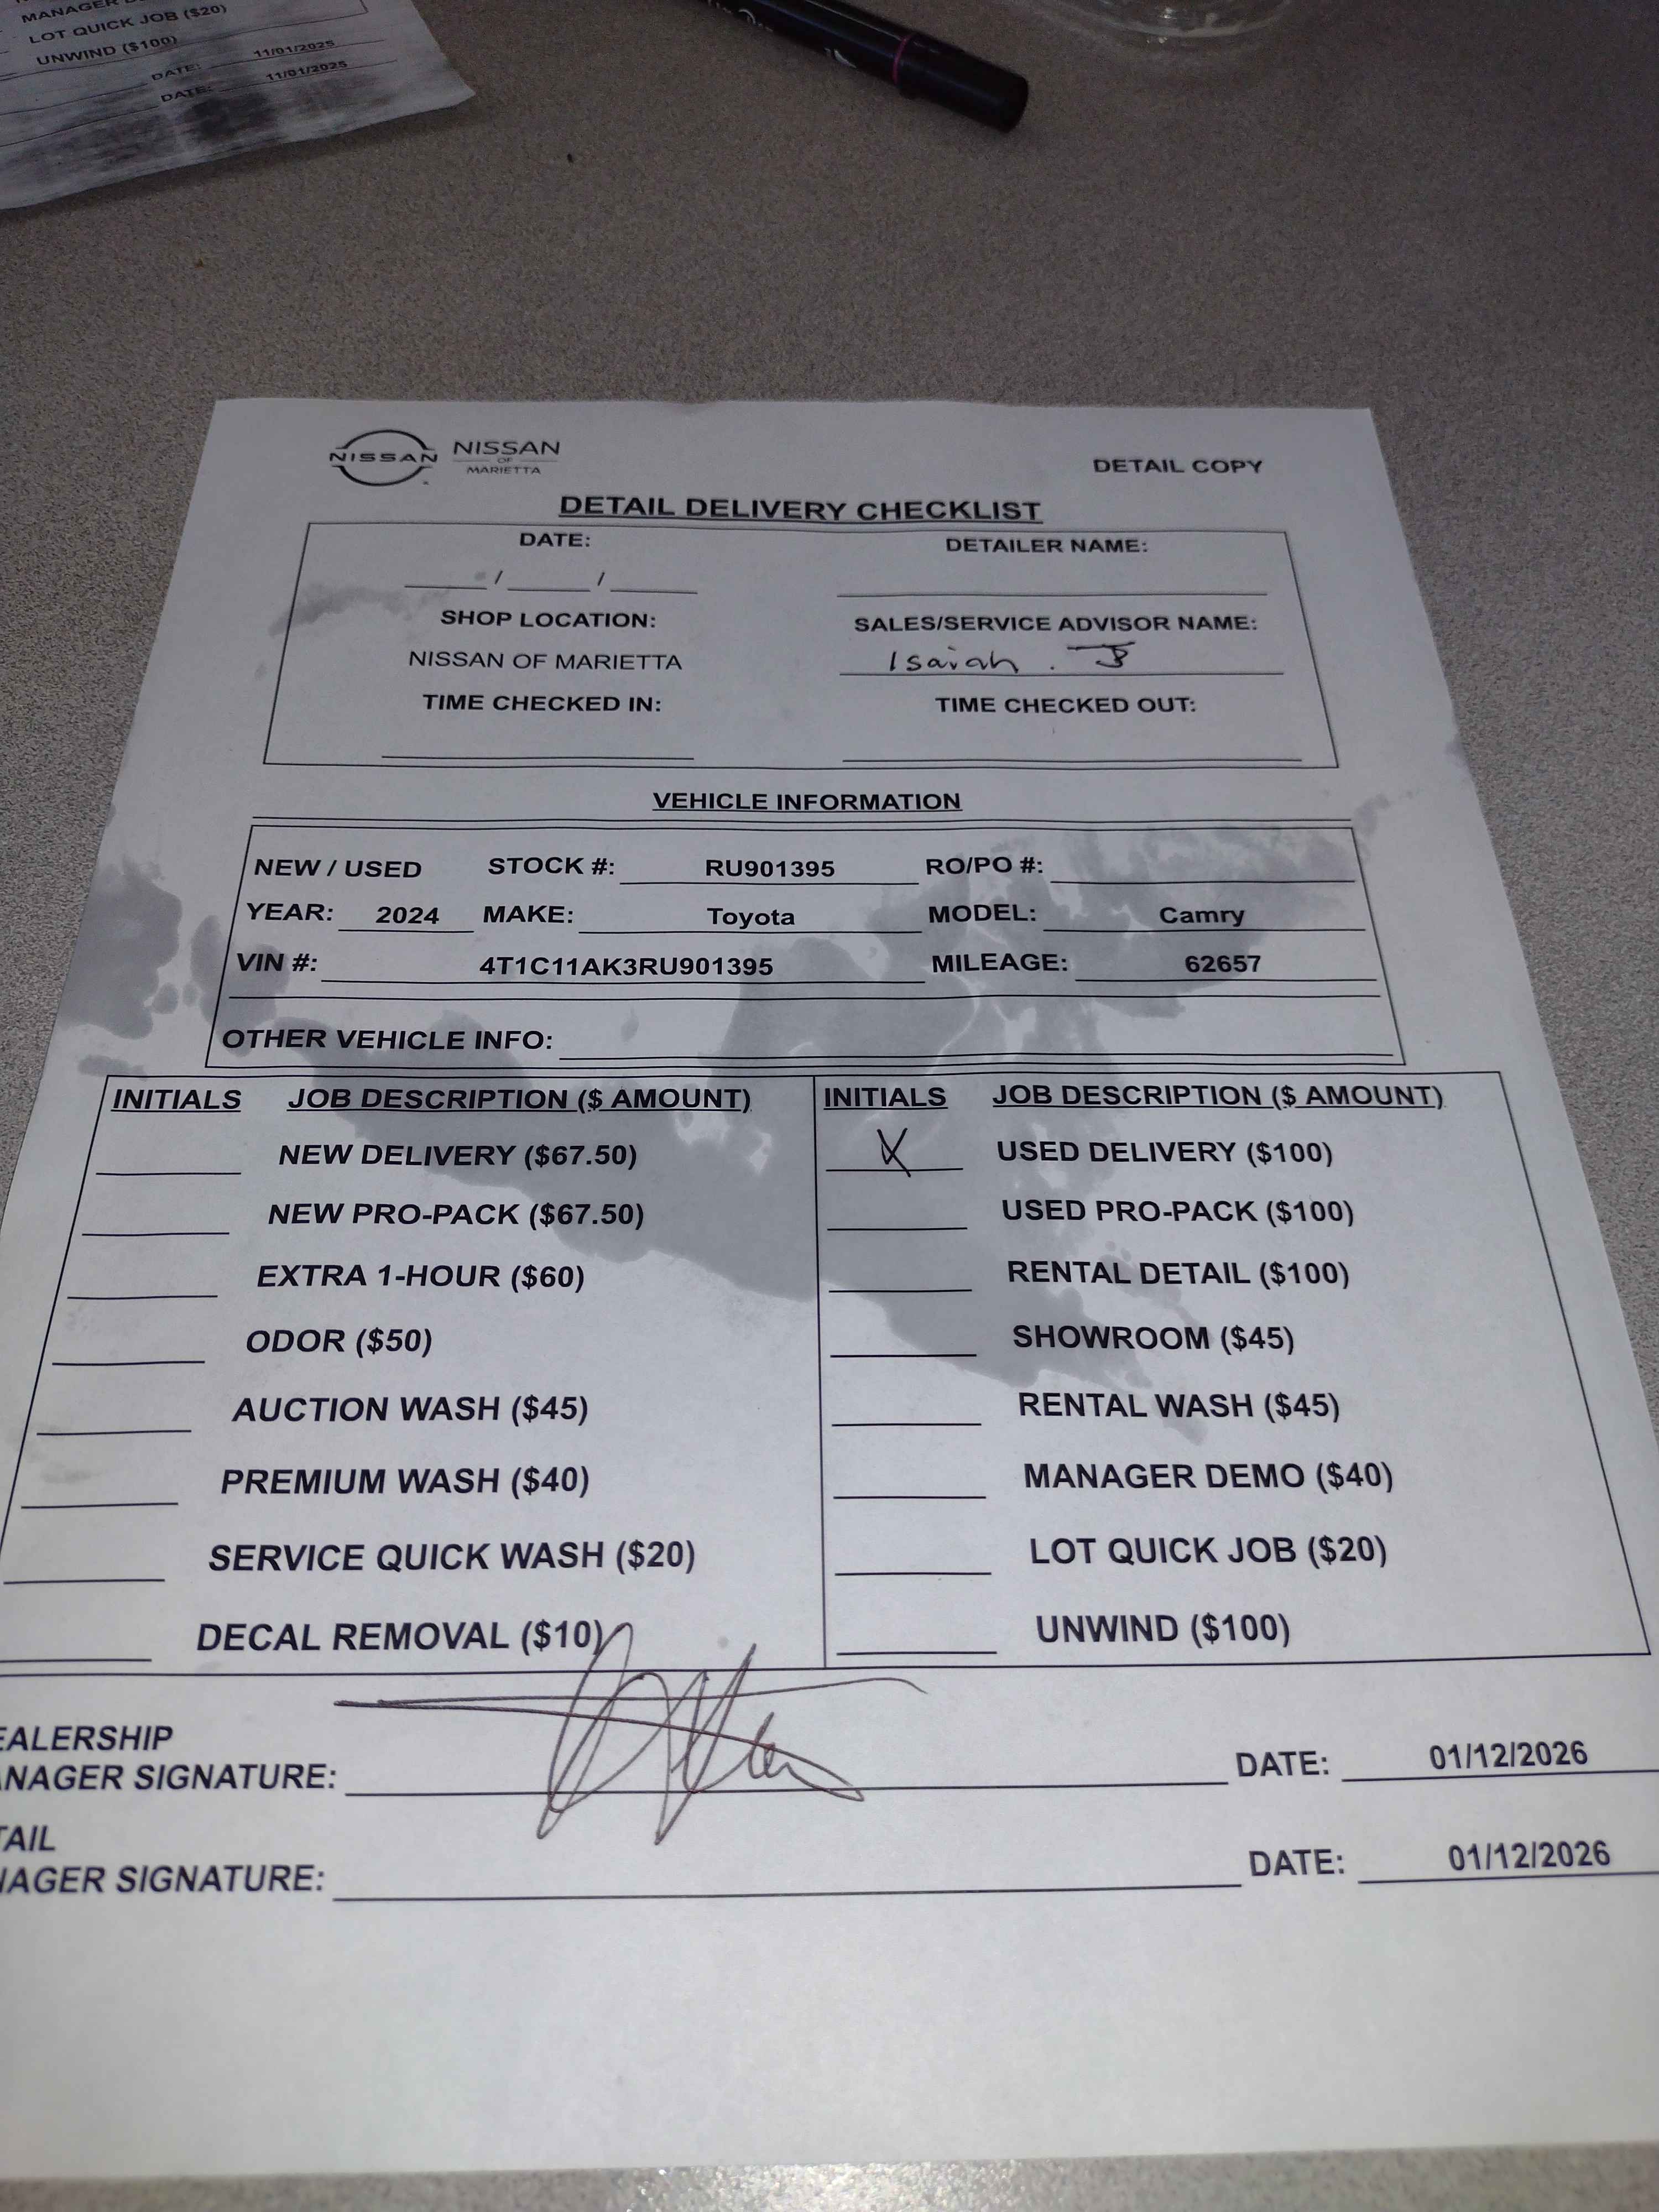 MANAGER D
LOT QUICK JOB ($20)
UNWIND ($100)
DATE: 11/01/2025
DATE: 11/01/2025
NISSAN NISSAN
OF
MARIETTA
DETAIL COPY
DETAIL DELIVERY CHECKLIST
DATE: DETAILER NAME:
____/____/____
SHOP LOCATION: SALES/SERVICE ADVISOR NAME:
NISSAN OF MARIETTA Isaiah . J
TIME CHECKED IN: TIME CHECKED OUT:
VEHICLE INFORMATION
NEW / USED STOCK #: RU901395 RO/PO #:
YEAR: 2024 MAKE: Toyota MODEL: Camry
VIN #: 4T1C11AK3RU901395 MILEAGE: 62657
OTHER VEHICLE INFO:
INITIALS JOB DESCRIPTION ($ AMOUNT) INITIALS JOB DESCRIPTION ($ AMOUNT)
NEW DELIVERY ($67.50) X USED DELIVERY ($100)
NEW PRO-PACK ($67.50) USED PRO-PACK ($100)
EXTRA 1-HOUR ($60) RENTAL DETAIL ($100)
ODOR ($50) SHOWROOM ($45)
AUCTION WASH ($45) RENTAL WASH ($45)
PREMIUM WASH ($40) MANAGER DEMO ($40)
SERVICE QUICK WASH ($20) LOT QUICK JOB ($20)
DECAL REMOVAL ($10) UNWIND ($100)
EALERSHIP
NAGER SIGNATURE: DATE: 01/12/2026
TAIL
NAGER SIGNATURE: DATE: 01/12/2026